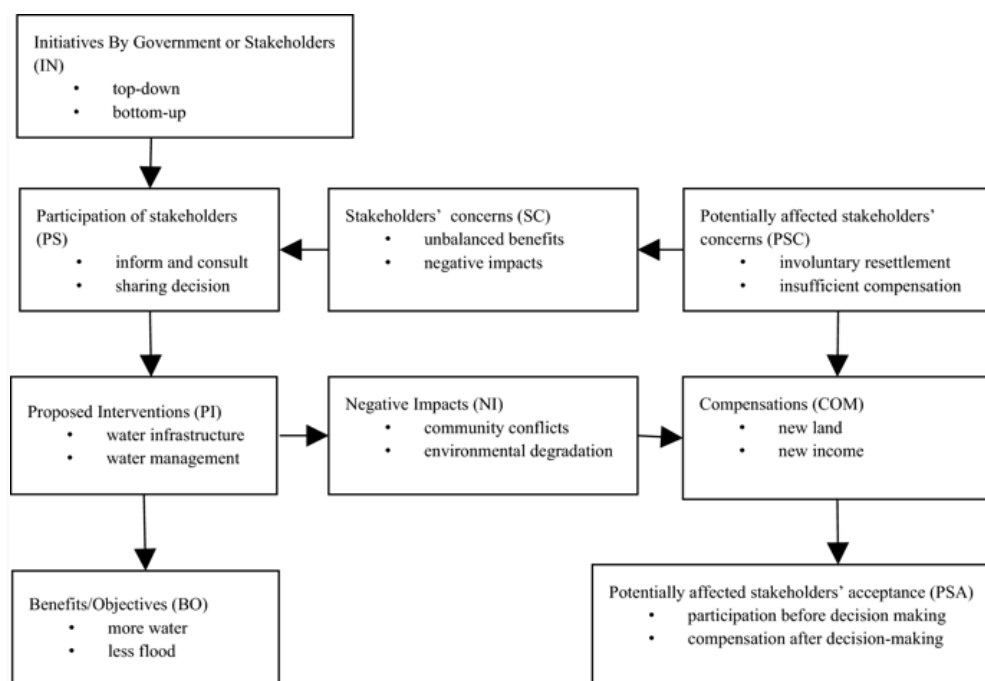 Initiatives By Government or Stakeholders
(IN)
• top-down
• bottom-up
Participation of stakeholders
(PS)
• inform and consult
• sharing decision
Stakeholders’ concerns (SC)
• unbalanced benefits
• negative impacts
Potentially affected stakeholders’
concerns (PSC)
• involuntary resettlement
• insufficient compensation
Proposed Interventions (PI)
• water infrastructure
• water management
Negative Impacts (NI)
• community conflicts
• environmental degradation
Compensations (COM)
• new land
• new income
Benefits/Objectives (BO)
• more water
• less flood
Potentially affected stakeholders’ acceptance (PSA)
• participation before decision making
• compensation after decision-making